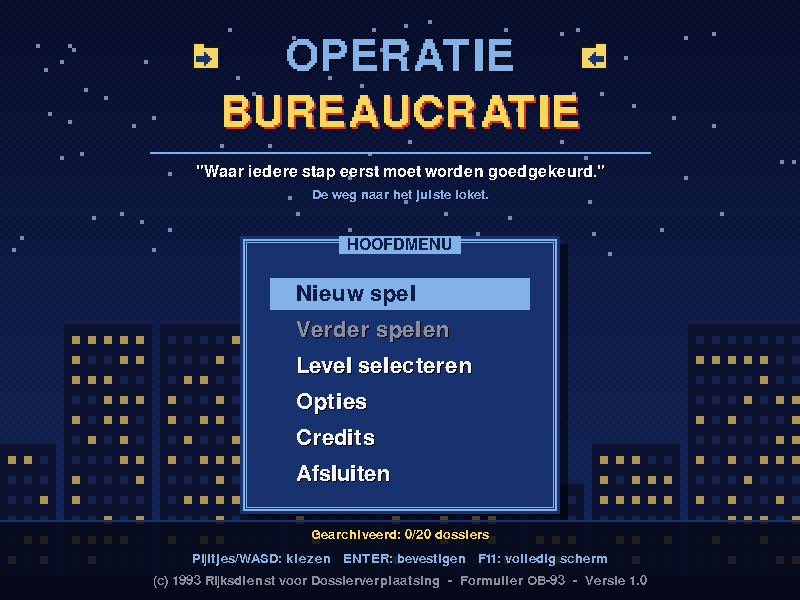 OPERATIE
BUREAUCRATIE
"Waar iedere stap eerst moet worden goedgekeurd."
De weg naar het juiste loket.
HOOFDMENU
Nieuw spel
Verder spelen
Level selecteren
Opties
Credits
Afsluiten
Gearchiveerd: 0/20 dossiers
Pijltjes/WASD: kiezen   ENTER: bevestigen   F11: volledig scherm
(c) 1993 Rijksdienst voor Dossierverplaatsing  -  Formulier OB-93  -  Versie 1.0